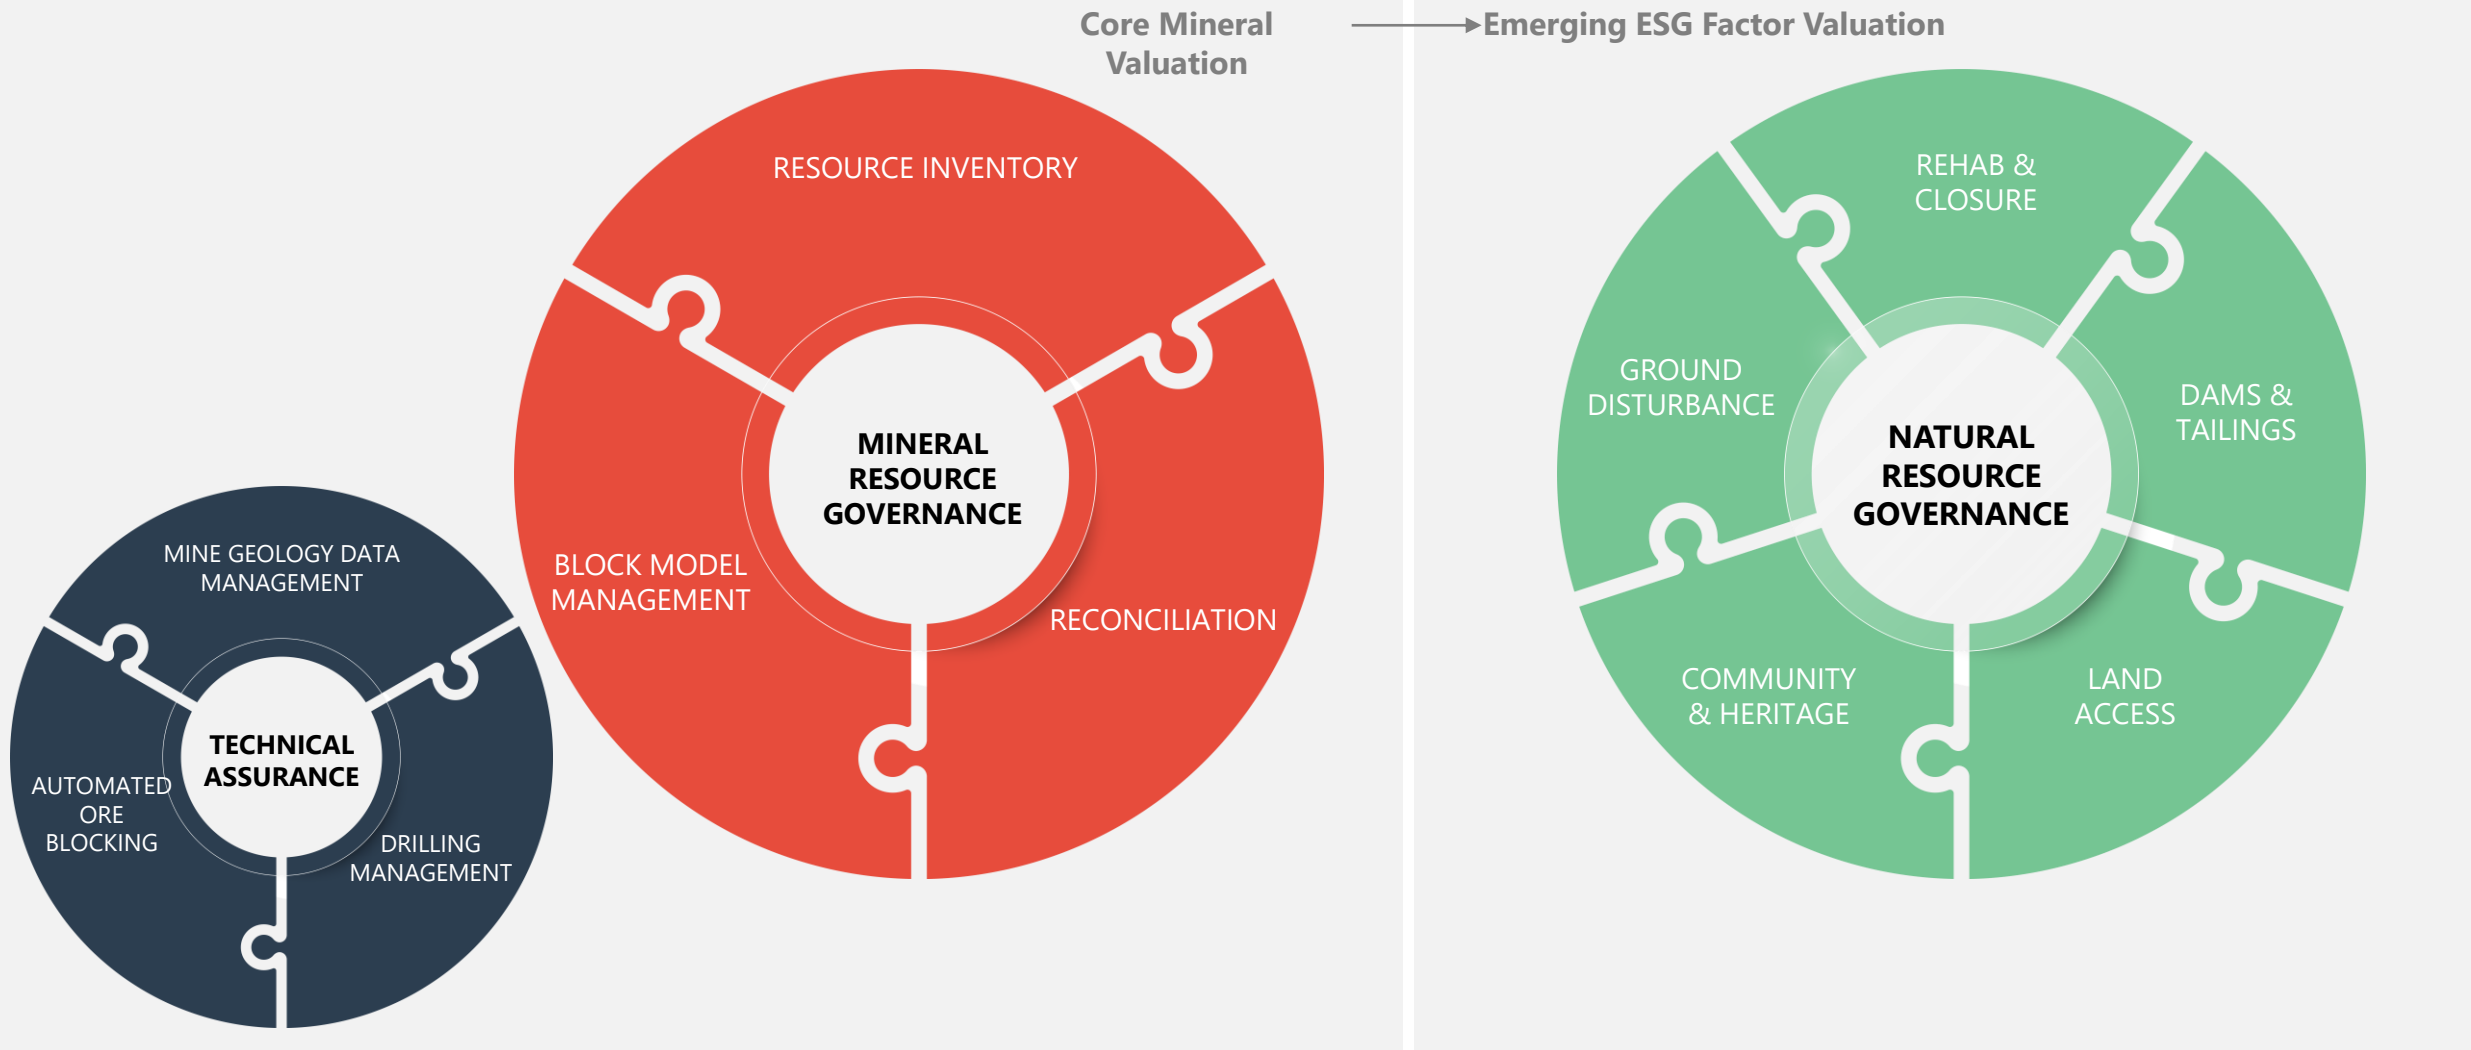 Core Mineral
Valuation
Emerging ESG Factor Valuation
RESOURCE INVENTORY
BLOCK MODEL
MANAGEMENT
RECONCILIATION
MINERAL
RESOURCE
GOVERNANCE
MINE GEOLOGY DATA
MANAGEMENT
AUTOMATED
ORE
BLOCKING
DRILLING
MANAGEMENT
TECHNICAL
ASSURANCE
REHAB &
CLOSURE
GROUND
DISTURBANCE
DAMS &
TAILINGS
NATURAL
RESOURCE
GOVERNANCE
COMMUNITY
& HERITAGE
LAND
ACCESS